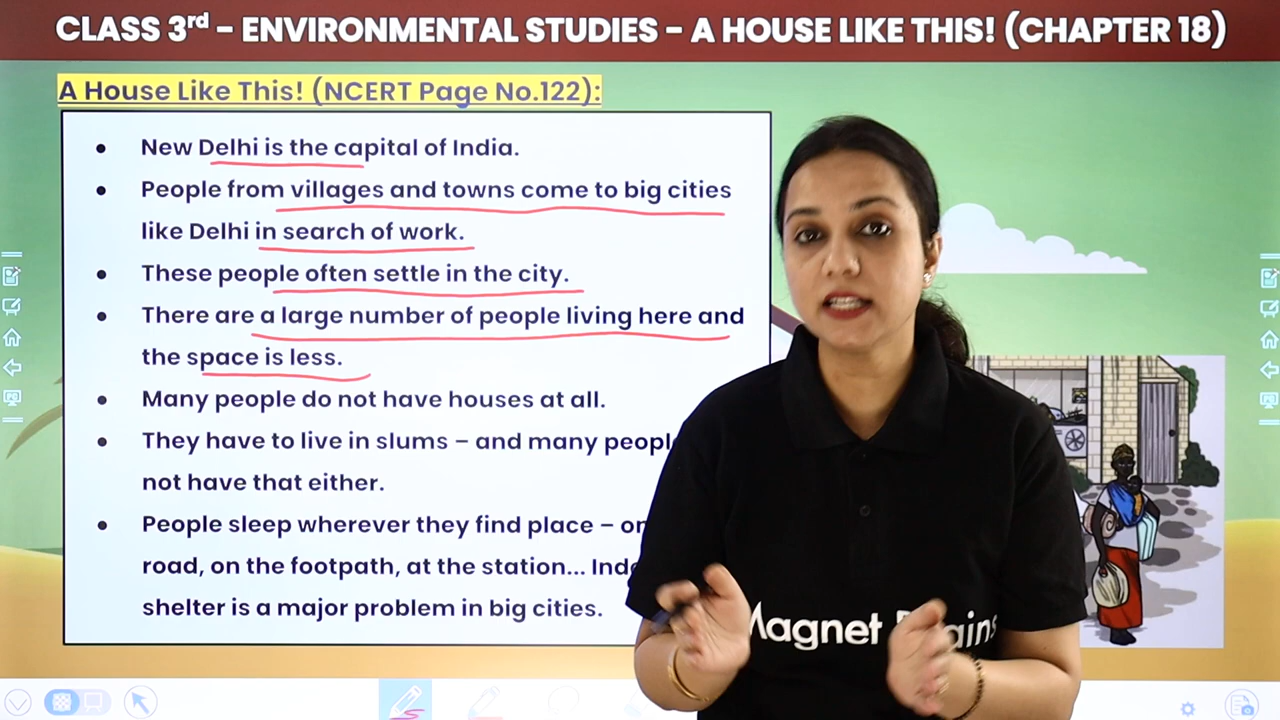 CLASS 3rd – ENVIRONMENTAL STUDIES – A HOUSE LIKE THIS! (CHAPTER 18)
A House Like This! (NCERT Page No.122):
• New Delhi is the capital of India.
• People from villages and towns come to big cities
like Delhi in search of work.
• These people often settle in the city.
• There are a large number of people living here and
the space is less.
• Many people do not have houses at all.
• They have to live in slums – and many
not have that either.
• People sleep wherever they find place –
road, on the footpath, at the station...
shelter is a major problem in big cities.
Magnet